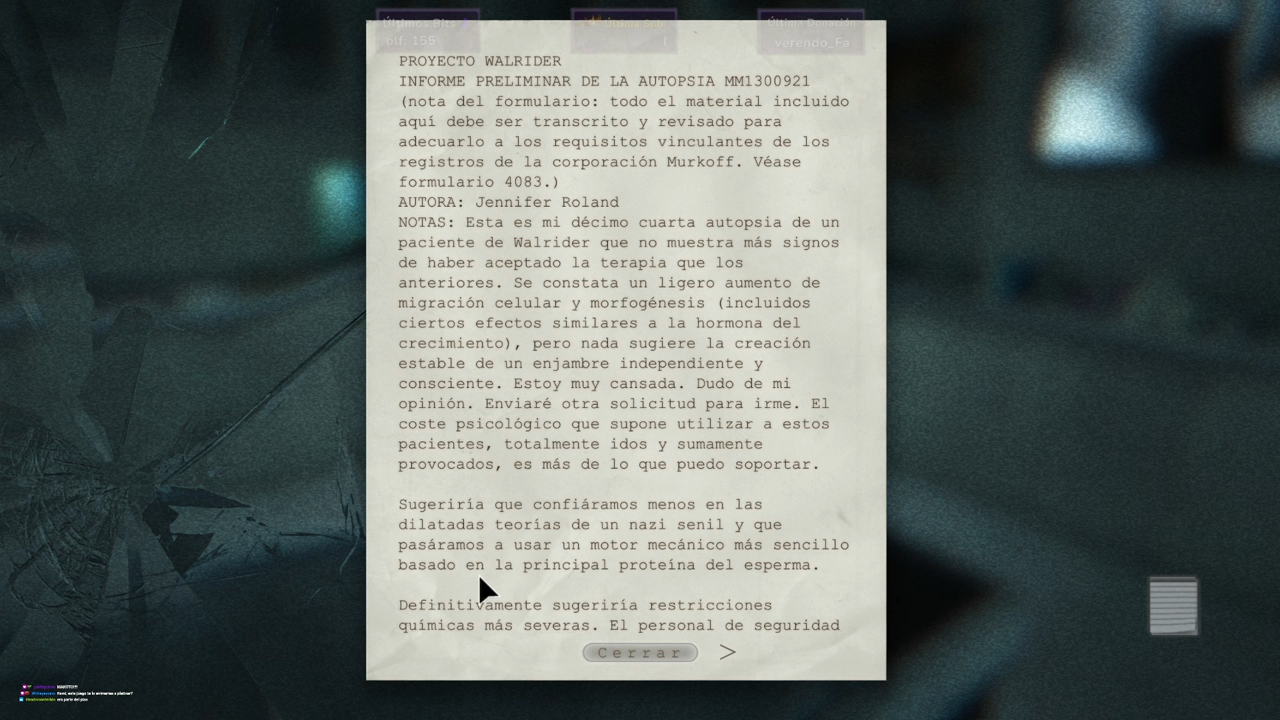 Último Sub
Última Donación
blf: 155
verendo_Fa
PROYECTO WALRIDER
INFORME PRELIMINAR DE LA AUTOPSIA MM1300921
(nota del formulario: todo el material incluido
aquí debe ser transcrito y revisado para
adecuarlo a los requisitos vinculantes de los
registros de la corporación Murkoff. Véase
formulario 4083.)
AUTORA: Jennifer Roland
NOTAS: Esta es mi décimo cuarta autopsia de un
paciente de Walrider que no muestra más signos
de haber aceptado la terapia que los
anteriores. Se constata un ligero aumento de
migración celular y morfogénesis (incluidos
ciertos efectos similares a la hormona del
crecimiento), pero nada sugiere la creación
estable de un enjambre independiente y
consciente. Estoy muy cansada. Dudo de mi
opinión. Enviaré otra solicitud para irme. El
coste psicológico que supone utilizar a estos
pacientes, totalmente idos y sumamente
provocados, es más de lo que puedo soportar.
Sugeriría que confiáramos menos en las
dilatadas teorías de un nazi senil y que
pasáramos a usar un motor mecánico más sencillo
basado en la principal proteína del esperma.
Definitivamente sugeriría restricciones
químicas más severas. El personal de seguridad
Cerrar >